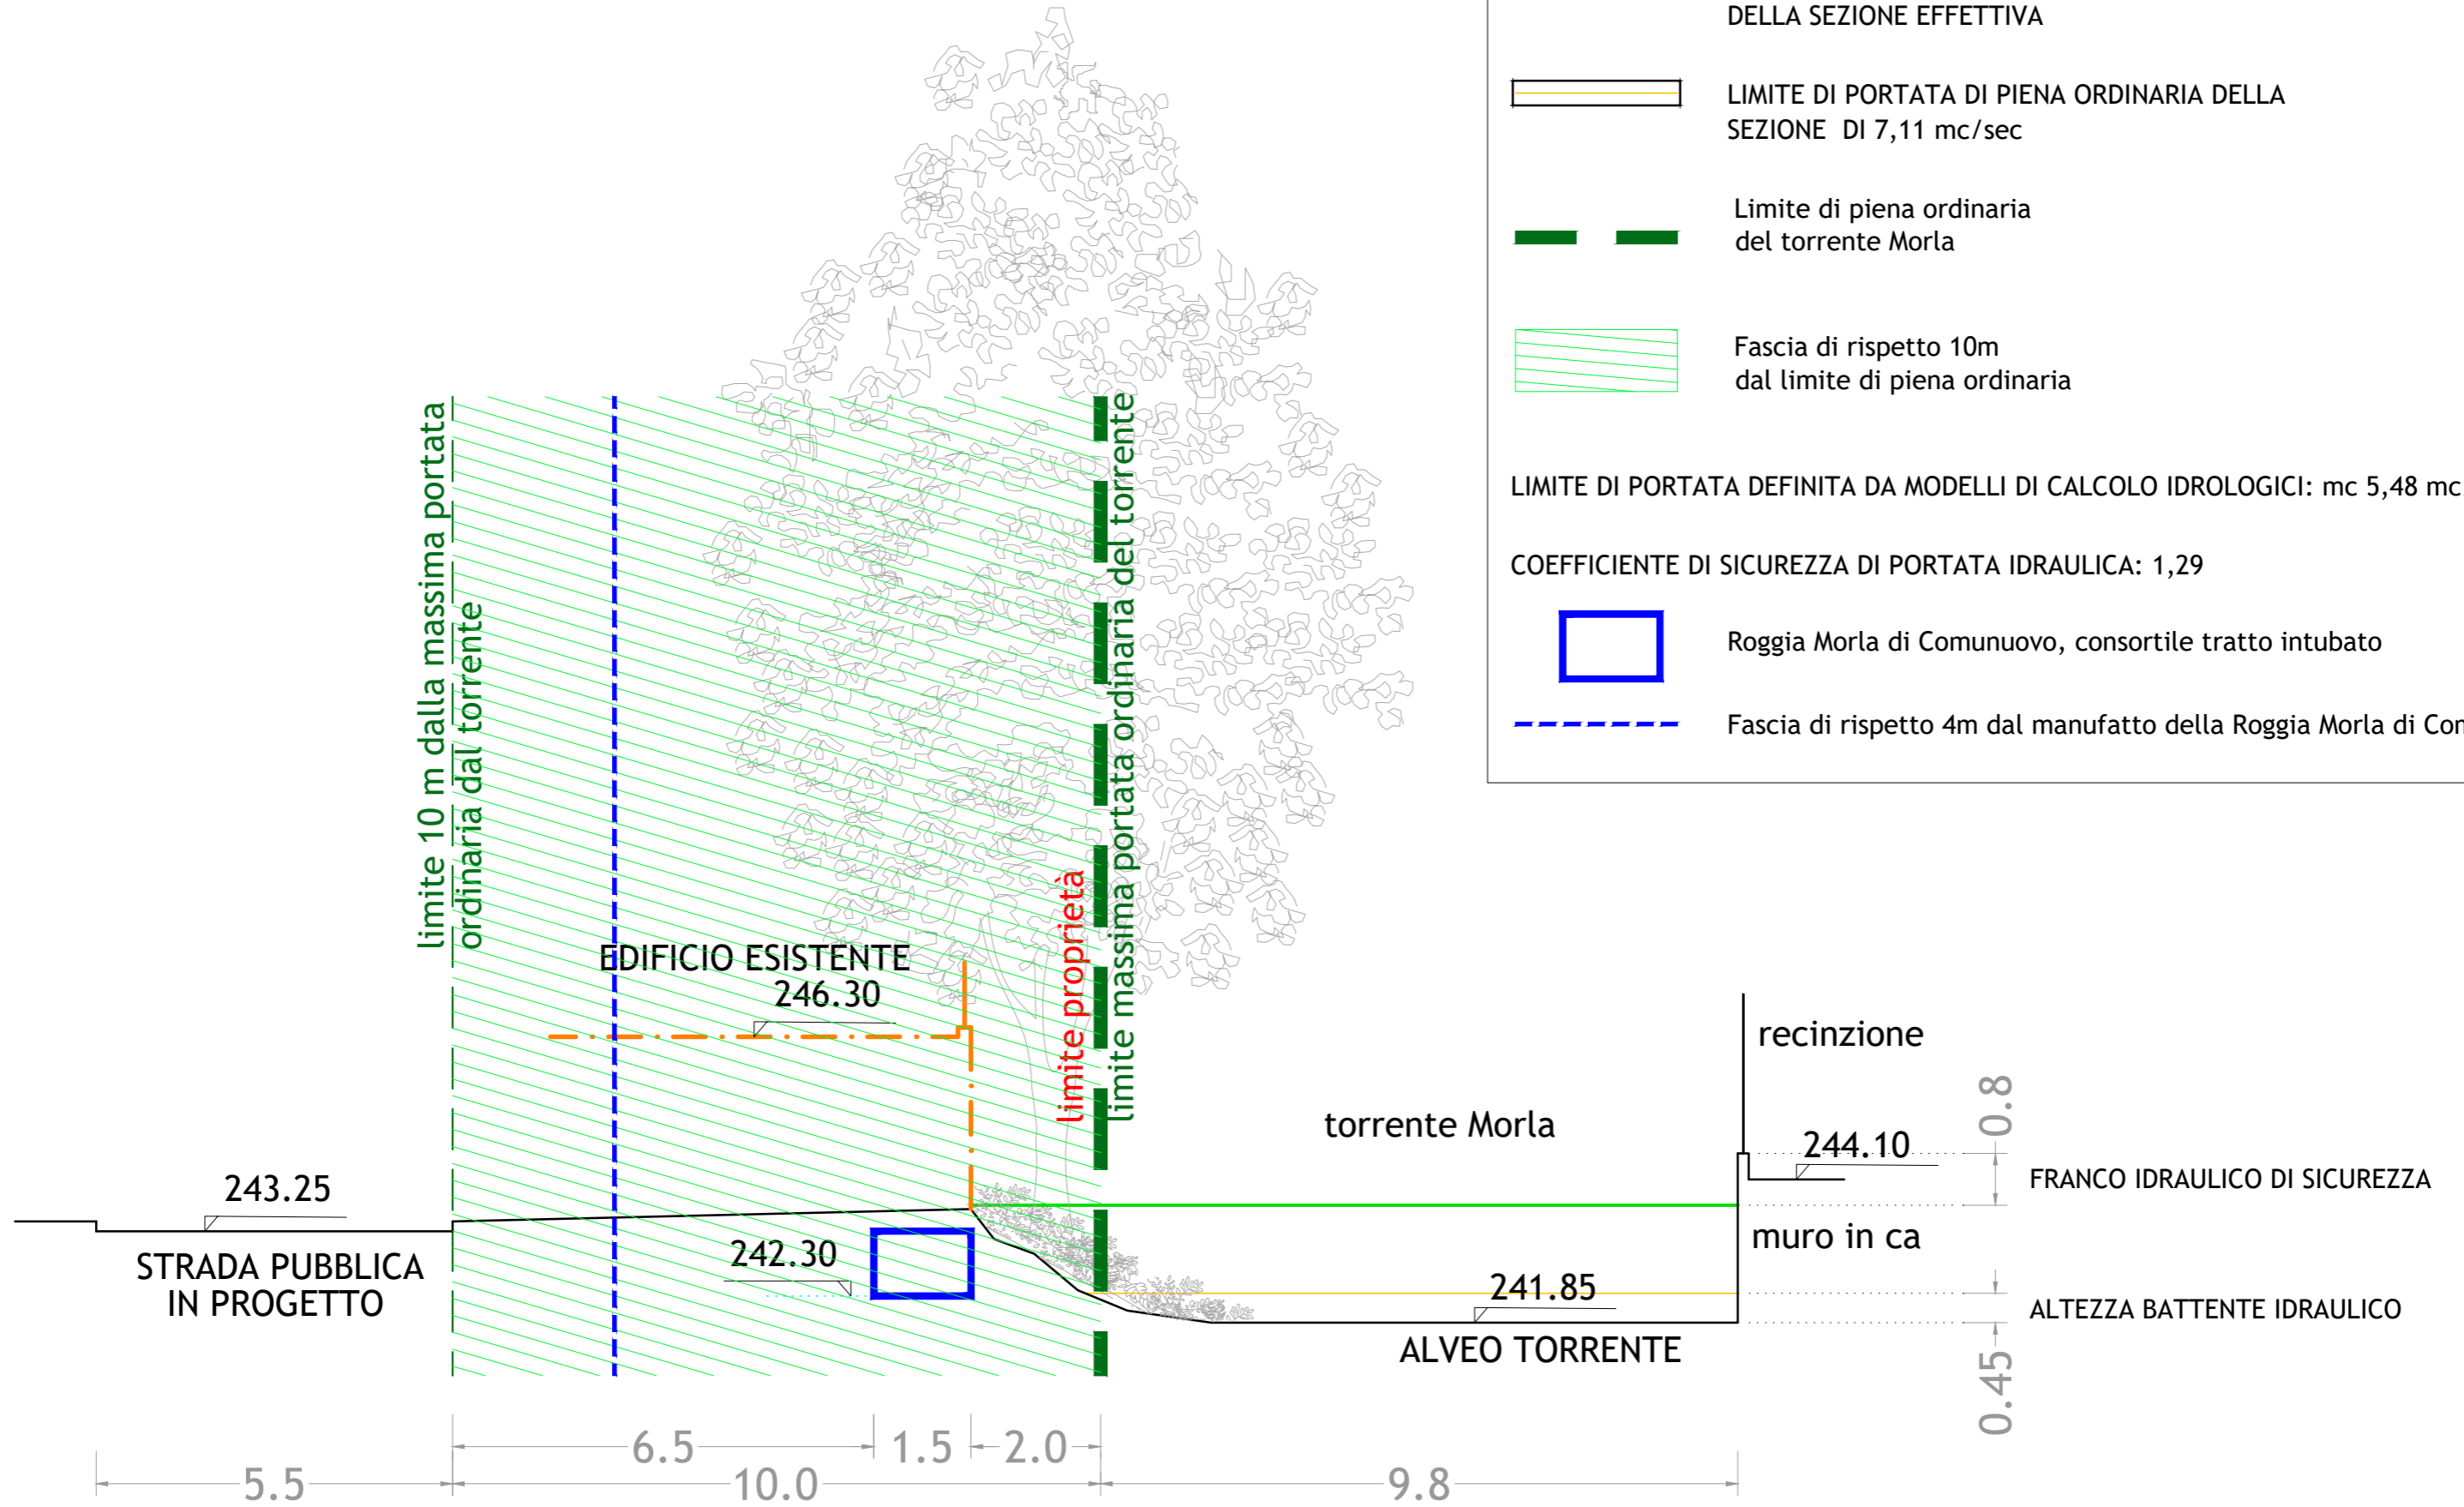 DELLA SEZIONE EFFETTIVA
LIMITE DI PORTATA DI PIENA ORDINARIA DELLA
SEZIONE DI 7,11 mc/sec
Limite di piena ordinaria
del torrente Morla
Fascia di rispetto 10m
dal limite di piena ordinaria
LIMITE DI PORTATA DEFINITA DA MODELLI DI CALCOLO IDROLOGICI: mc 5,48 mc
COEFFICIENTE DI SICUREZZA DI PORTATA IDRAULICA: 1,29
Roggia Morla di Comunuovo, consortile tratto intubato
Fascia di rispetto 4m dal manufatto della Roggia Morla di
limite 10 m dalla massima portata
ordinaria dal torrente
limite proprietà
limite massima portata ordinaria del torrente
EDIFICIO ESISTENTE
246.30
recinzione
torrente Morla
0.8
244.10
FRANCO IDRAULICO DI SICUREZZA
243.25
muro in ca
STRADA PUBBLICA
IN PROGETTO
242.30
241.85
ALTEZZA BATTENTE IDRAULICO
ALVEO TORRENTE
0.45
6.5
1.5
2.0
5.5
10.0
9.8